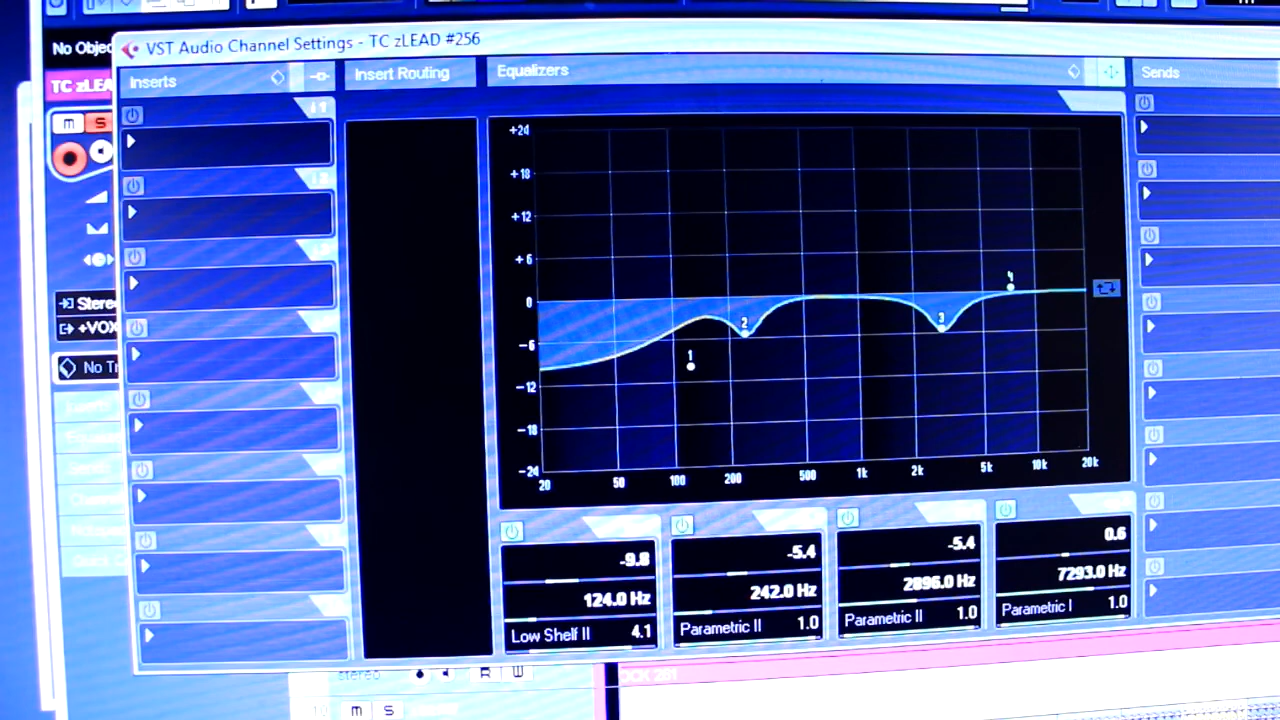 No Objec
VST Audio Channel Settings - TC zLEAD #256
TC zLEA
Inserts
Insert Routing
Equalizers
Sends
m S
+24
+18
+12
+6
0
-6
-12
-18
-24
1
2
3
4
20 50 100 200 500 1k 2k 5k 10k 20k
Stere
+VOX
No Tr
-9.8
124.0 Hz
Low Shelf II 4.1
-5.4
242.0 Hz
Parametric II 1.0
-5.4
2896.0 Hz
Parametric II 1.0
0.6
7293.0 Hz
Parametric I 1.0
stereo
R W
m S